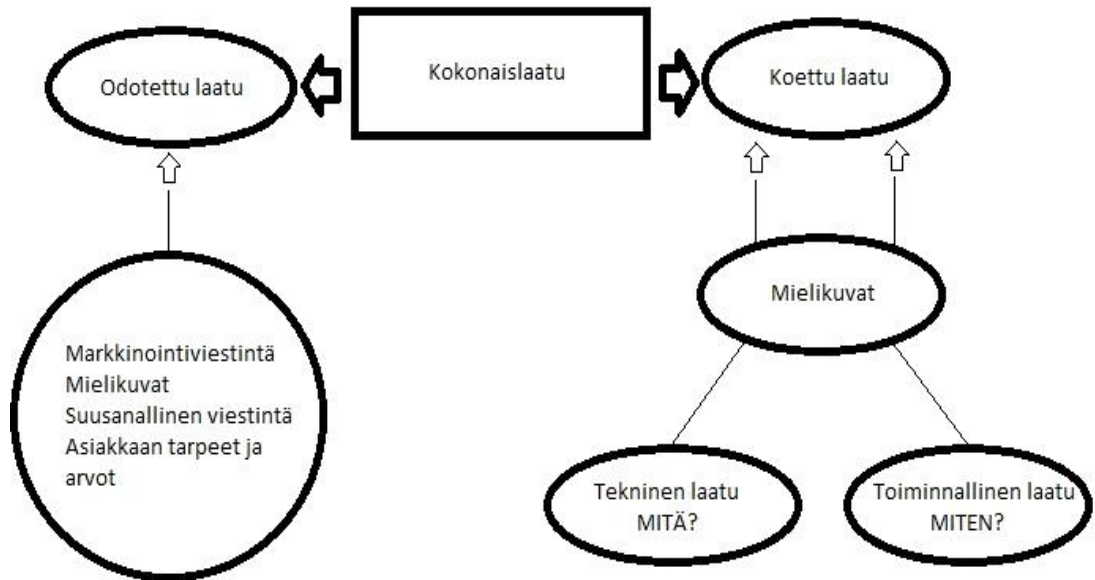 Odotettu laatu
Kokonaislaatu
Koettu laatu
Mielikuvat
Markkinointiviestintä
Mielikuvat
Suusanallinen viestintä
Asiakkaan tarpeet ja
arvot
Tekninen laatu
MITÄ?
Toiminnallinen laatu
MITEN?